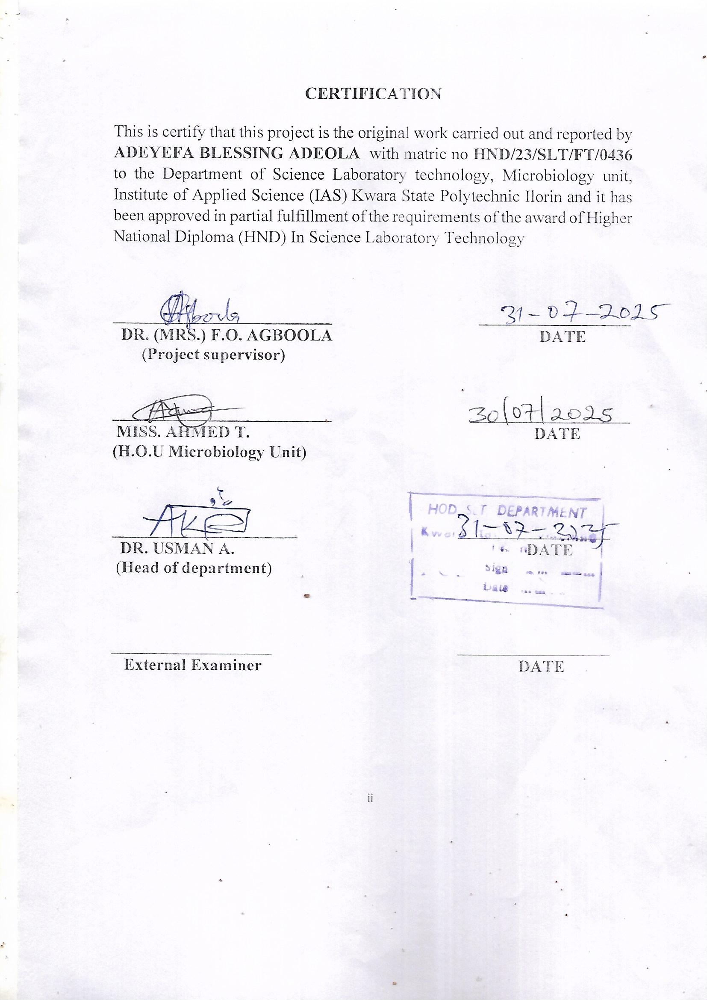 CERTIFICATION
This is certify that this project is the original work carried out and reported by
ADEYEFA BLESSING ADEOLA with matric no HND/23/SLT/FT/0436
to the Department of Science Laboratory technology, Microbiology unit,
Institute of Applied Science (IAS) Kwara State Polytechnic Ilorin and it has
been approved in partial fulfillment of the requirements of the award of Higher
National Diploma (HND) In Science Laboratory Technology
Agboola 31-07-2025
DR. (MRS.) F.O. AGBOOLA DATE
(Project supervisor)
30/07/2025
MISS. AHMED T. DATE
(H.O.U Microbiology Unit)
HOD DEPARTMENT
31-07-2025
DR. USMAN A. DATE
(Head of department)
Sign
Date
External Examiner DATE
ii